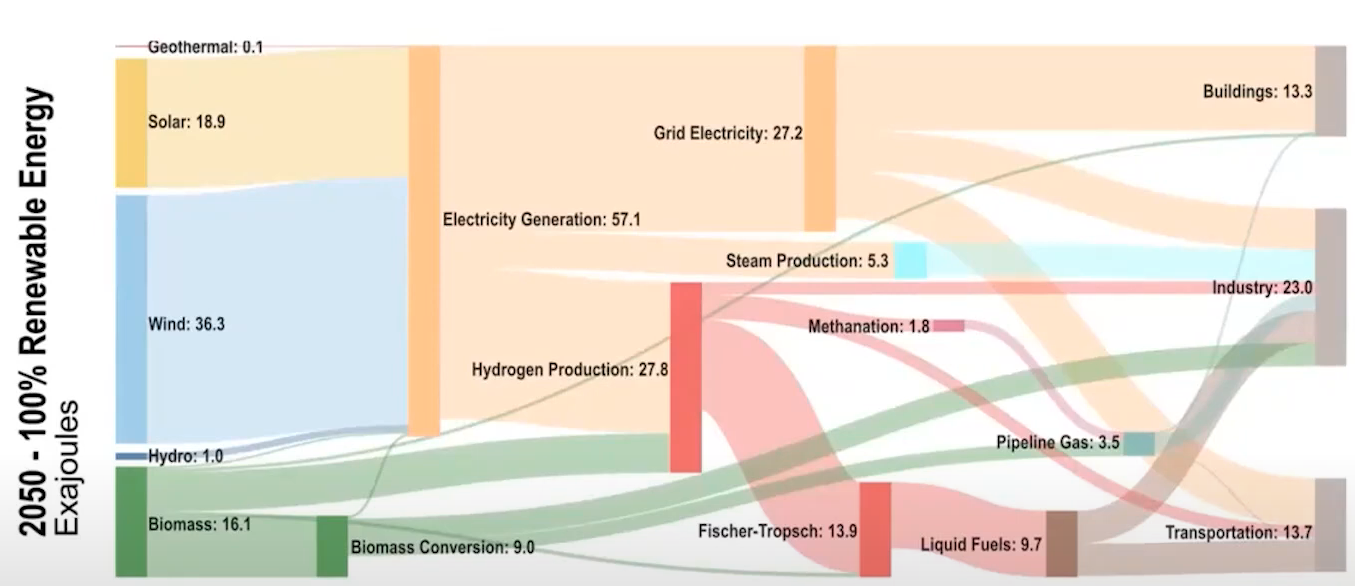 2050 - 100% Renewable Energy
Exajoules
Geothermal: 0.1
Solar: 18.9
Wind: 36.3
Hydro: 1.0
Biomass: 16.1
Biomass Conversion: 9.0
Electricity Generation: 57.1
Grid Electricity: 27.2
Steam Production: 5.3
Hydrogen Production: 27.8
Methanation: 1.8
Pipeline Gas: 3.5
Fischer-Tropsch: 13.9
Liquid Fuels: 9.7
Buildings: 13.3
Industry: 23.0
Transportation: 13.7